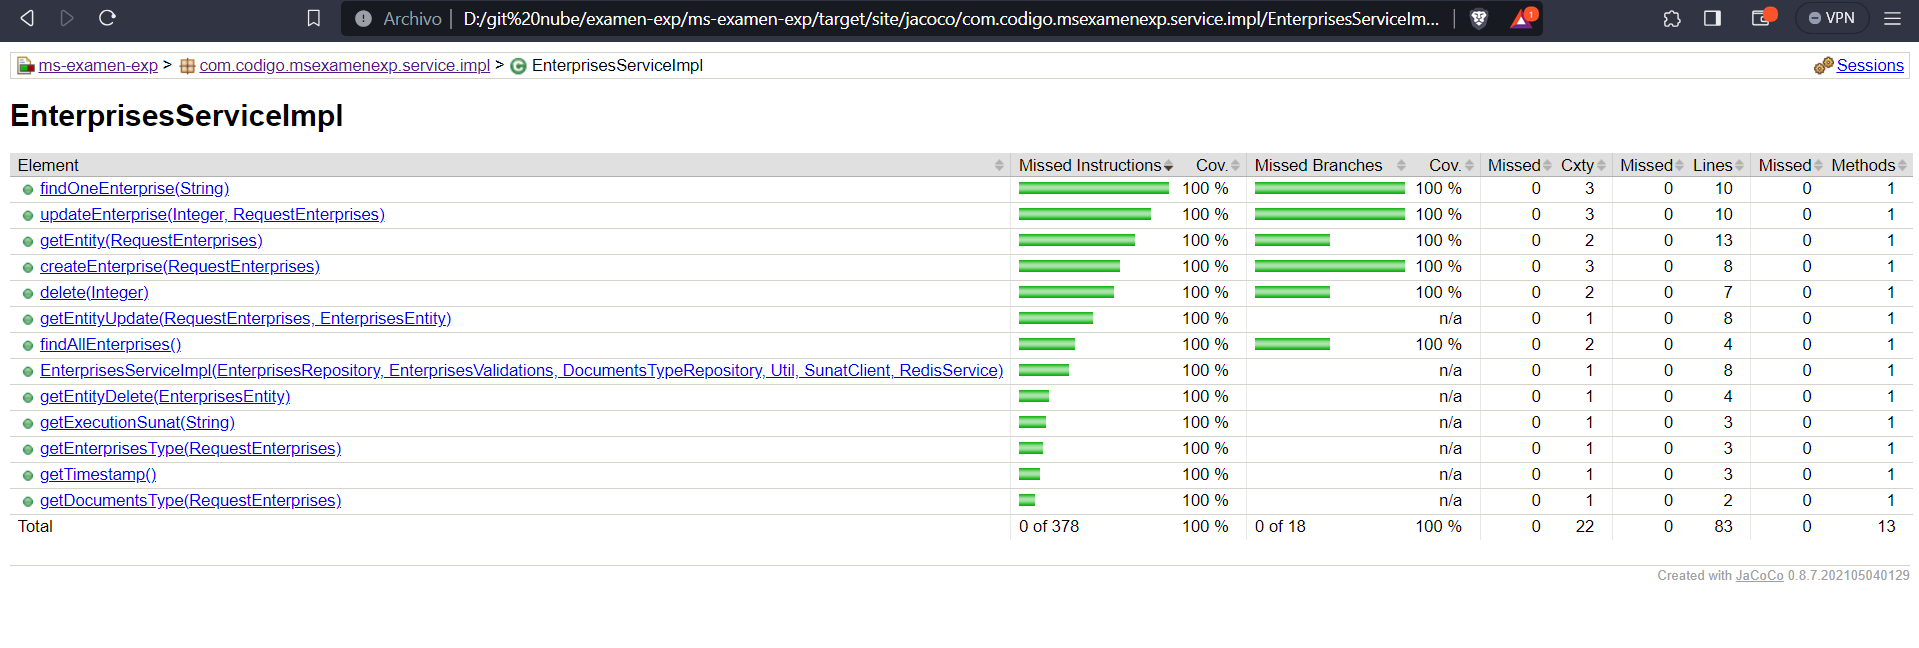 Archivo | D:/git%20nube/examen-exp/ms-examen-exp/target/site/jacoco/com.codigo.msexamenexp.service.impl/EnterprisesServiceIm... 1 VPN
ms-examen-exp > com.codigo.msexamenexp.service.impl > EnterprisesServiceImpl Sessions
EnterprisesServiceImpl
Element Missed Instructions Cov. Missed Branches Cov. Missed Cxty Missed Lines Missed Methods
findOneEnterprise(String) 100 % 100 % 0 3 0 10 0 1
updateEnterprise(Integer, RequestEnterprises) 100 % 100 % 0 3 0 10 0 1
getEntity(RequestEnterprises) 100 % 100 % 0 2 0 13 0 1
createEnterprise(RequestEnterprises) 100 % 100 % 0 3 0 8 0 1
delete(Integer) 100 % 100 % 0 2 0 7 0 1
getEntityUpdate(RequestEnterprises, EnterprisesEntity) 100 % n/a 0 1 0 8 0 1
findAllEnterprises() 100 % 100 % 0 2 0 4 0 1
EnterprisesServiceImpl(EnterprisesRepository, EnterprisesValidations, DocumentsTypeRepository, Util, SunatClient, RedisService) 100 % n/a 0 1 0 8 0 1
getEntityDelete(EnterprisesEntity) 100 % n/a 0 1 0 4 0 1
getExecutionSunat(String) 100 % n/a 0 1 0 3 0 1
getEnterprisesType(RequestEnterprises) 100 % n/a 0 1 0 3 0 1
getTimestamp() 100 % n/a 0 1 0 3 0 1
getDocumentsType(RequestEnterprises) 100 % n/a 0 1 0 2 0 1
Total 0 of 378 100 % 0 of 18 100 % 0 22 0 83 0 13
Created with JaCoCo 0.8.7.202105040129